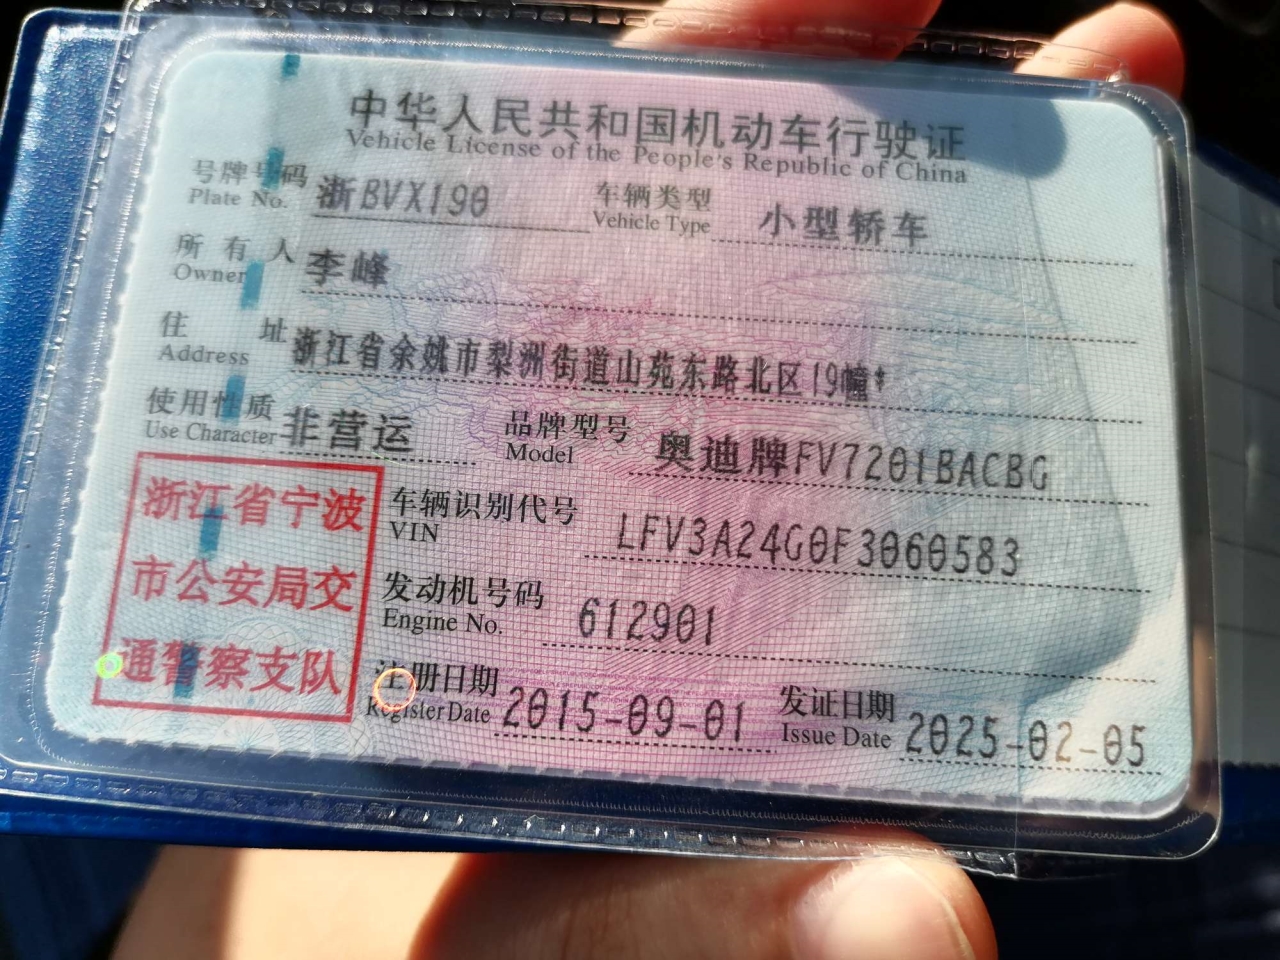 中华人民共和国机动车行驶证
Vehicle License of the People's Republic of China
号牌号码 浙BVX190 车辆类型 小型轿车
Plate No. Vehicle Type
所有人 李峰
Owner
住址 浙江省余姚市梨洲街道山苑东路北区19幢*
Address
使用性质 非营运 品牌型号 奥迪牌FV7201BACBG
Use Character Model
浙江省宁波
市公安局交
通警察支队
车辆识别代号 LFV3A24G0F3060583
VIN
发动机号码 612901
Engine No.
注册日期 2015-09-01 发证日期 2025-02-05
Register Date Issue Date